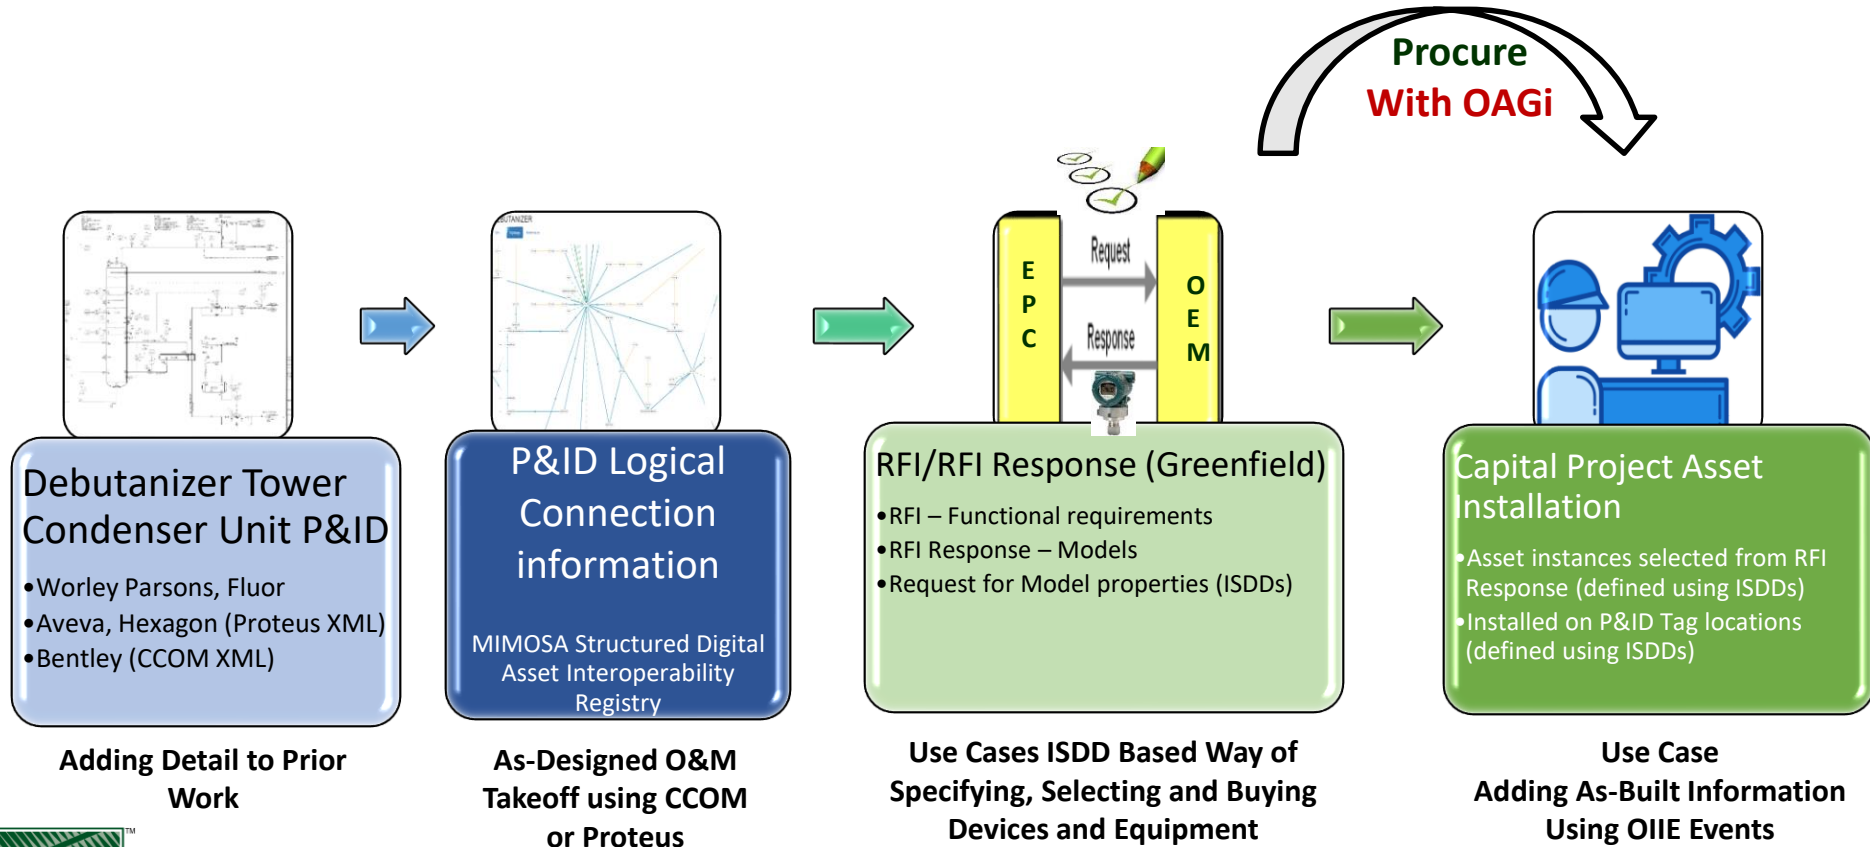 Procure
With OAGi
EPC
Request
Response
OEM
Debutanizer Tower
Condenser Unit P&ID
•Worley Parsons, Fluor
•Aveva, Hexagon (Proteus XML)
•Bentley (CCOM XML)
Adding Detail to Prior
Work
P&ID Logical
Connection
information
MIMOSA Structured Digital
Asset Interoperability
Registry
As-Designed O&M
Takeoff using CCOM
or Proteus
RFI/RFI Response (Greenfield)
•RFI – Functional requirements
•RFI Response – Models
•Request for Model properties (ISDDs)
Use Cases ISDD Based Way of
Specifying, Selecting and Buying
Devices and Equipment
Capital Project Asset
Installation
•Asset instances selected from RFI
Response (defined using ISDDs)
•Installed on P&ID Tag locations
(defined using ISDDs)
Use Case
Adding As-Built Information
Using OIIE Events
TM